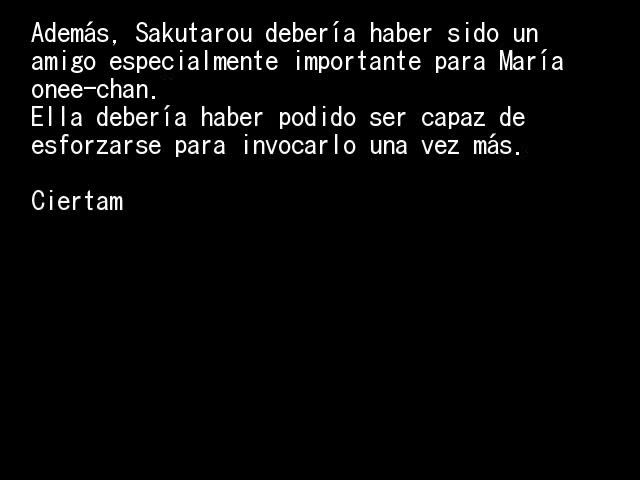 Además, Sakutarou debería haber sido un
amigo especialmente importante para María
onee-chan.
Ella debería haber podido ser capaz de
esforzarse para invocarlo una vez más.
Ciertam